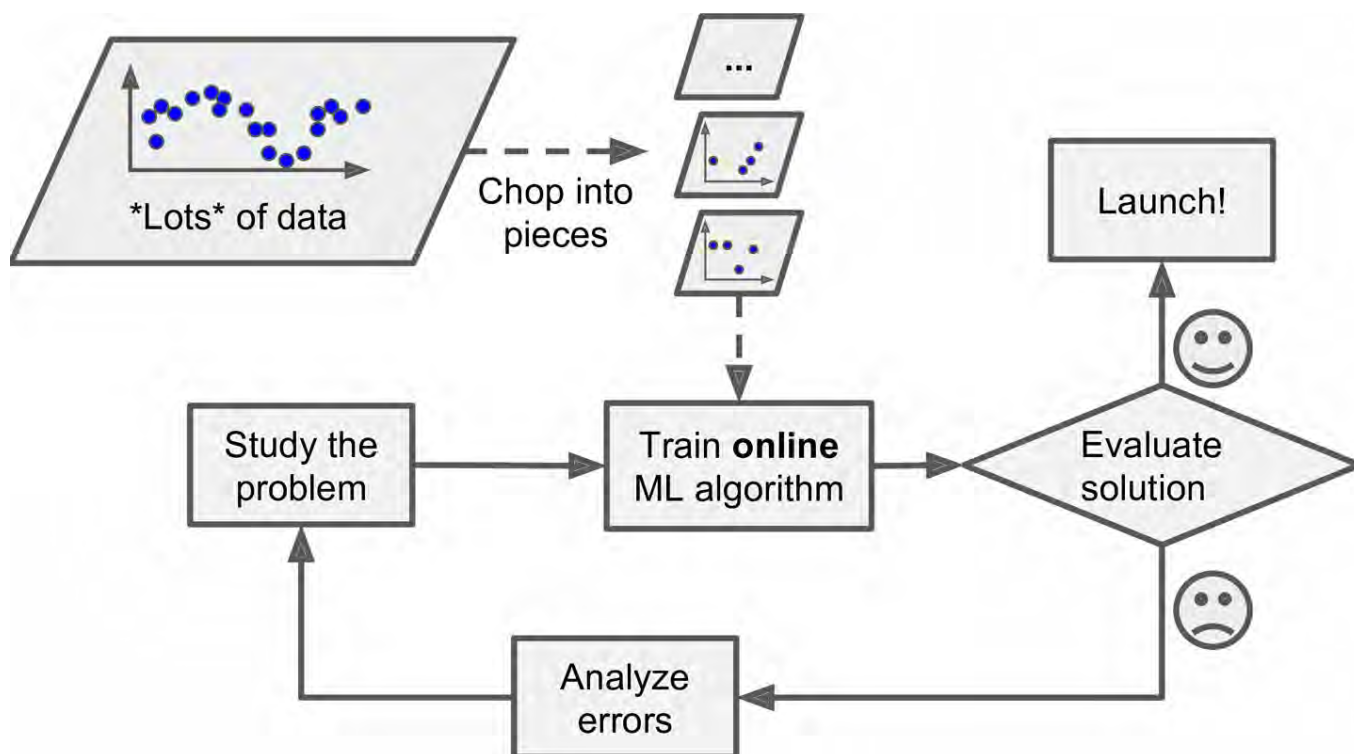 ...
*Lots* of data
Chop into
pieces
Launch!
Study the
problem
Train online
ML algorithm
Evaluate
solution
Analyze
errors